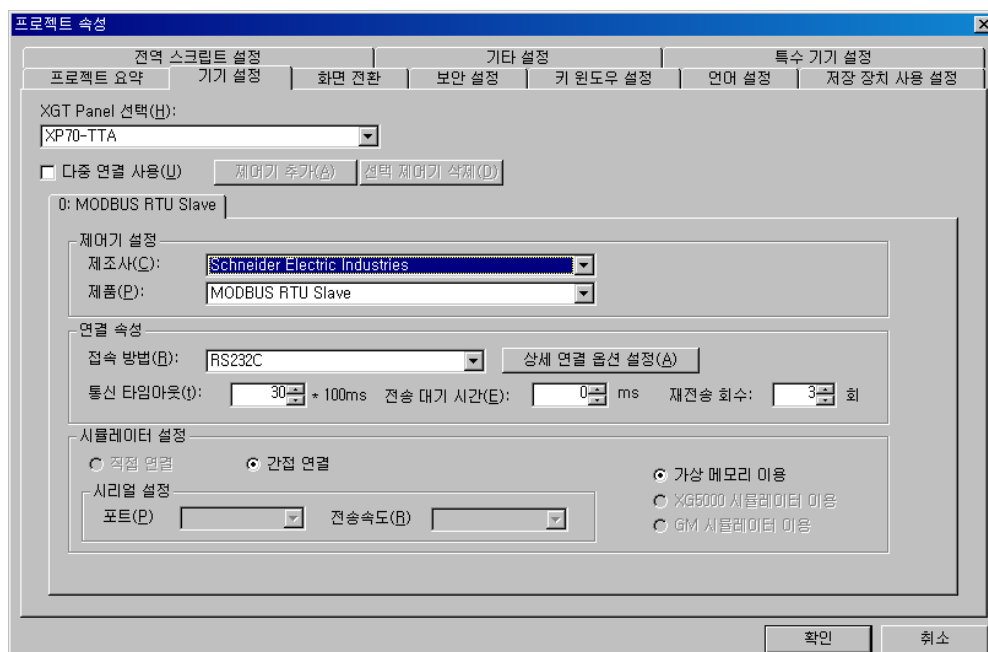 프로젝트 속성
전역 스크립트 설정 기타 설정 특수 기기 설정
프로젝트 요약 기기 설정 화면 전환 보안 설정 키 윈도우 설정 언어 설정 저장 장치 사용 설정
XGT Panel 선택(H):
XP70-TTA
다중 연결 사용(U) 제어기 추가(A) 선택 제어기 삭제(D)
0: MODBUS RTU Slave
제어기 설정
제조사(C): Schneider Electric Industries
제품(P): MODBUS RTU Slave
연결 속성
접속 방법(R): RS232C 상세 연결 옵션 설정(A)
통신 타임아웃(t): 30 * 100ms 전송 대기 시간(E): 0 ms 재전송 회수: 3 회
시뮬레이터 설정
직접 연결 간접 연결 가상 메모리 이용
시리얼 설정 XG5000 시뮬레이터 이용
포트(P) 전송속도(R) GM 시뮬레이터 이용
확인 취소